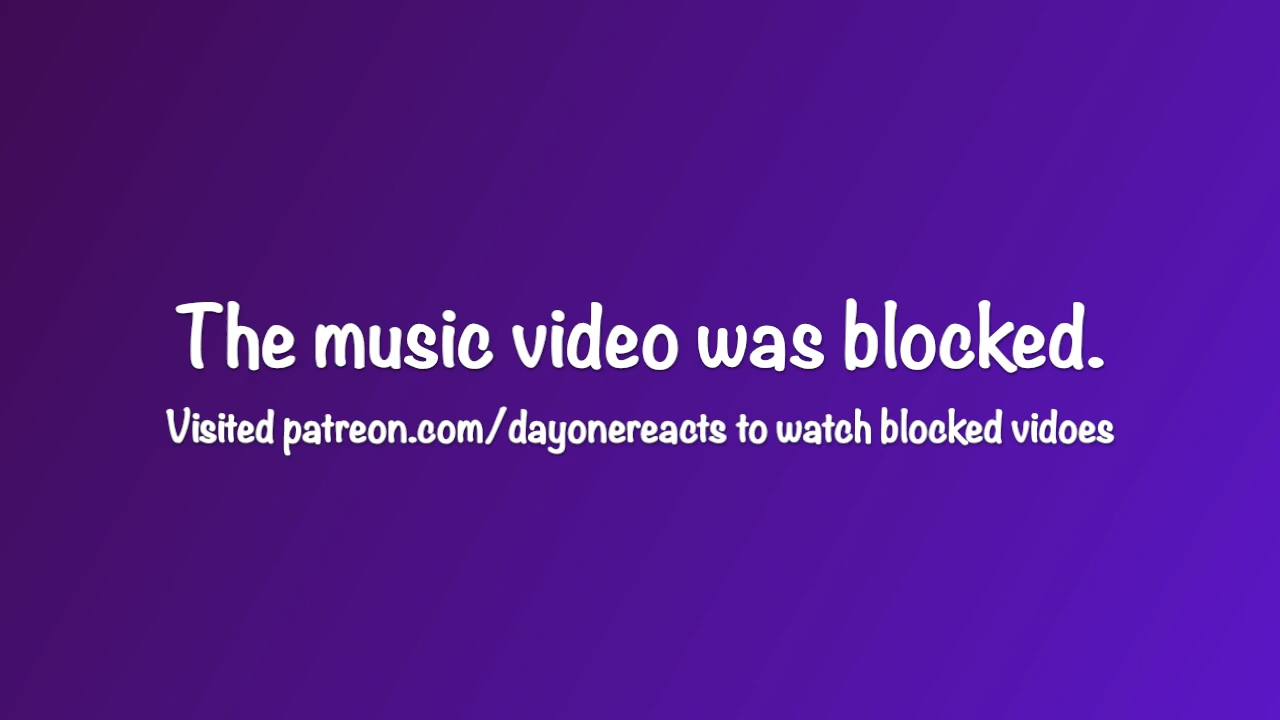 The music video was blocked.
Visited patreon.com/dayonereacts to watch blocked vidoes